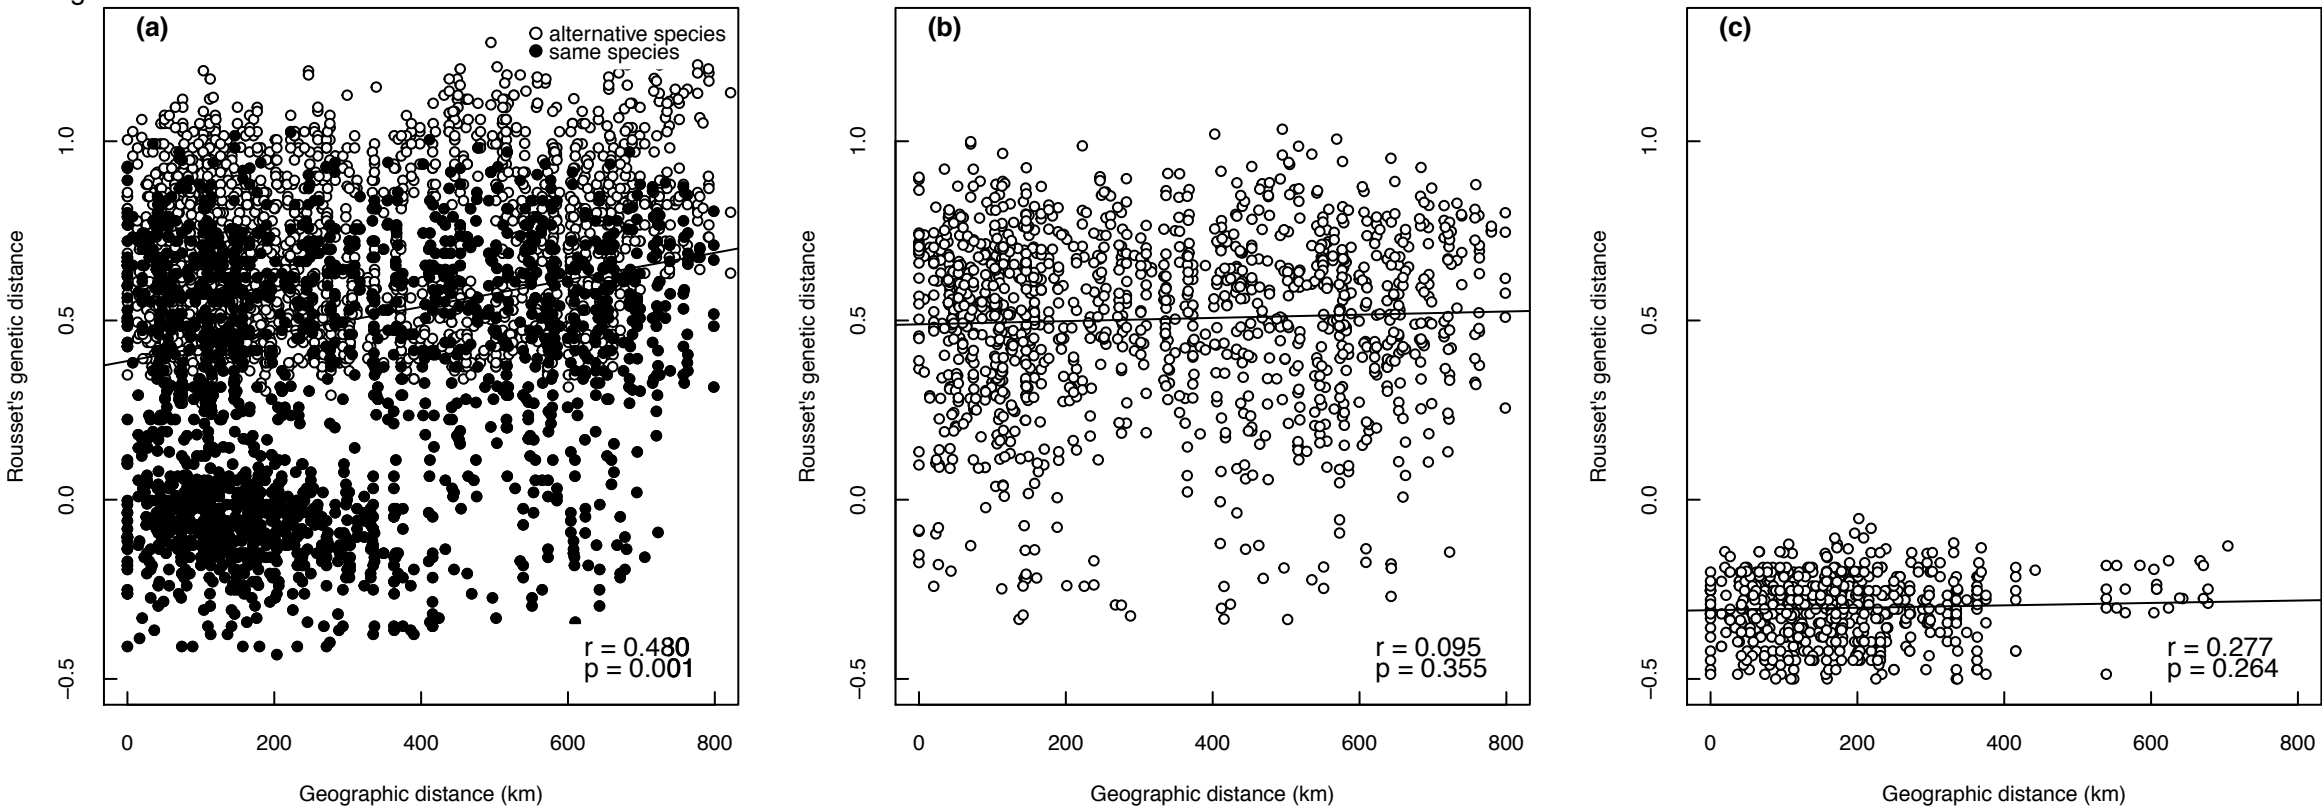 (a)
alternative species
same species
Rousset's genetic distance
1.0
0.5
0.0
−0.5
r = 0.480
p = 0.001
0 200 400 600 800
Geographic distance (km)
(b)
Rousset's genetic distance
1.0
0.5
0.0
−0.5
r = 0.095
p = 0.355
0 200 400 600 800
Geographic distance (km)
(c)
Rousset's genetic distance
1.0
0.5
0.0
−0.5
r = 0.277
p = 0.264
0 200 400 600 800
Geographic distance (km)